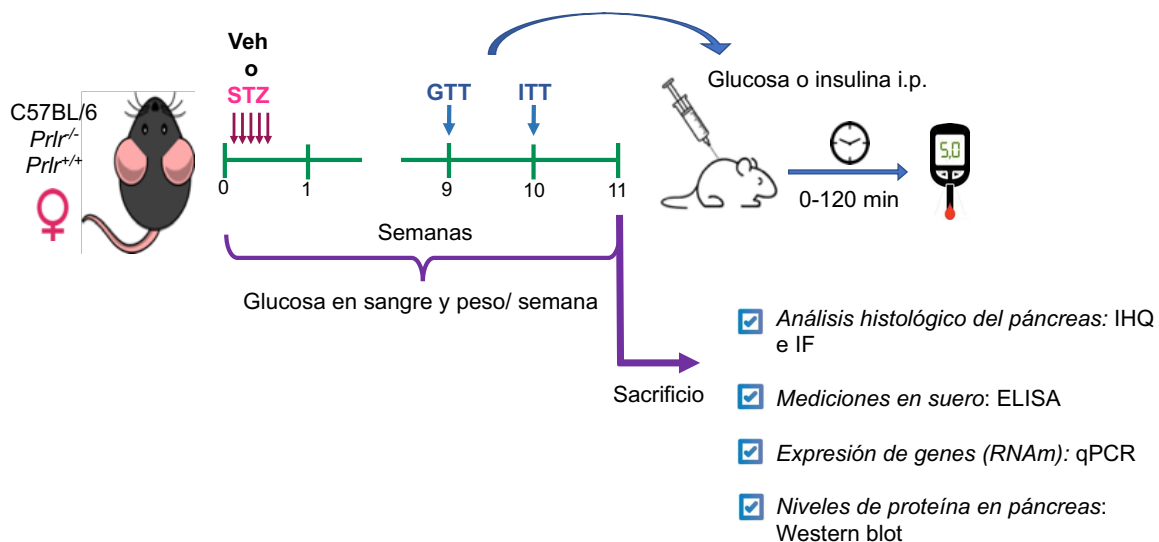 C57BL/6
Prlr-/-
Prlr+/+
Veh
o
STZ
GTT
ITT
0
1
9
10
11
Semanas
Glucosa en sangre y peso/ semana
Glucosa o insulina i.p.
0-120 min
5,0
Sacrificio
Análisis histológico del páncreas: IHQ
e IF
Mediciones en suero: ELISA
Expresión de genes (RNAm): qPCR
Niveles de proteína en páncreas:
Western blot